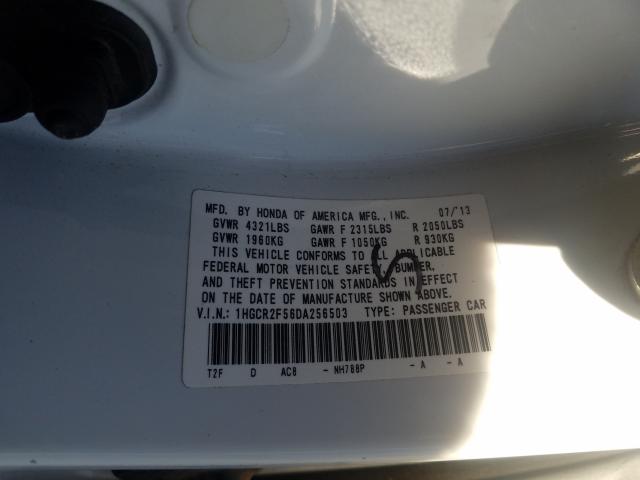 MFD. BY HONDA OF AMERICA MFG., INC. 07/'13
GVWR 4321LBS GAWR F 2315LBS R 2050LBS
GVWR 1960KG GAWR F 1050KG R 930KG
THIS VEHICLE CONFORMS TO ALL APPLICABLE
FEDERAL MOTOR VEHICLE SAFETY, BUMPER,
AND THEFT PREVENTION STANDARDS IN EFFECT
ON THE DATE OF MANUFACTURE SHOWN ABOVE.
V.I.N.: 1HGCR2F56DA256503 TYPE: PASSENGER CAR
T2F D AC8 - NH788P - A - A